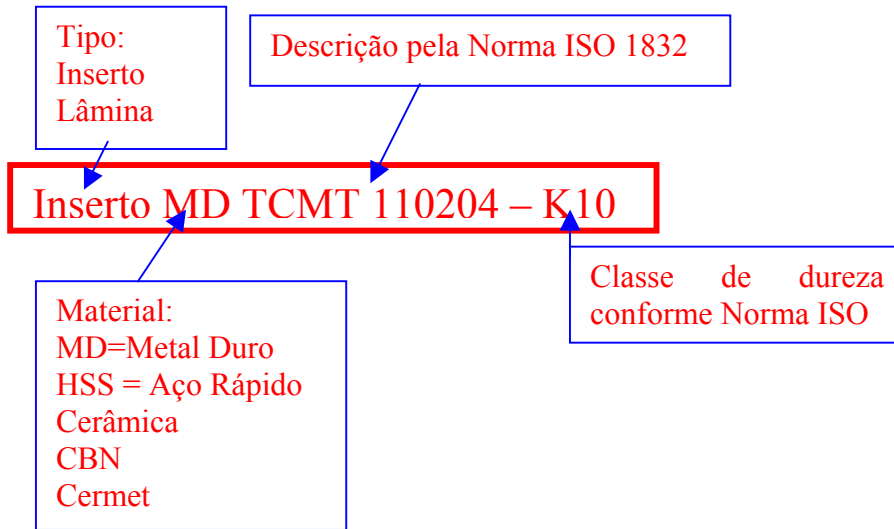 Tipo:
Inserto
Lâmina
Descrição pela Norma ISO 1832
Inserto MD TCMT 110204 – K10
Material:
MD=Metal Duro
HSS = Aço Rápido
Cerâmica
CBN
Cermet
Classe de dureza
conforme Norma ISO